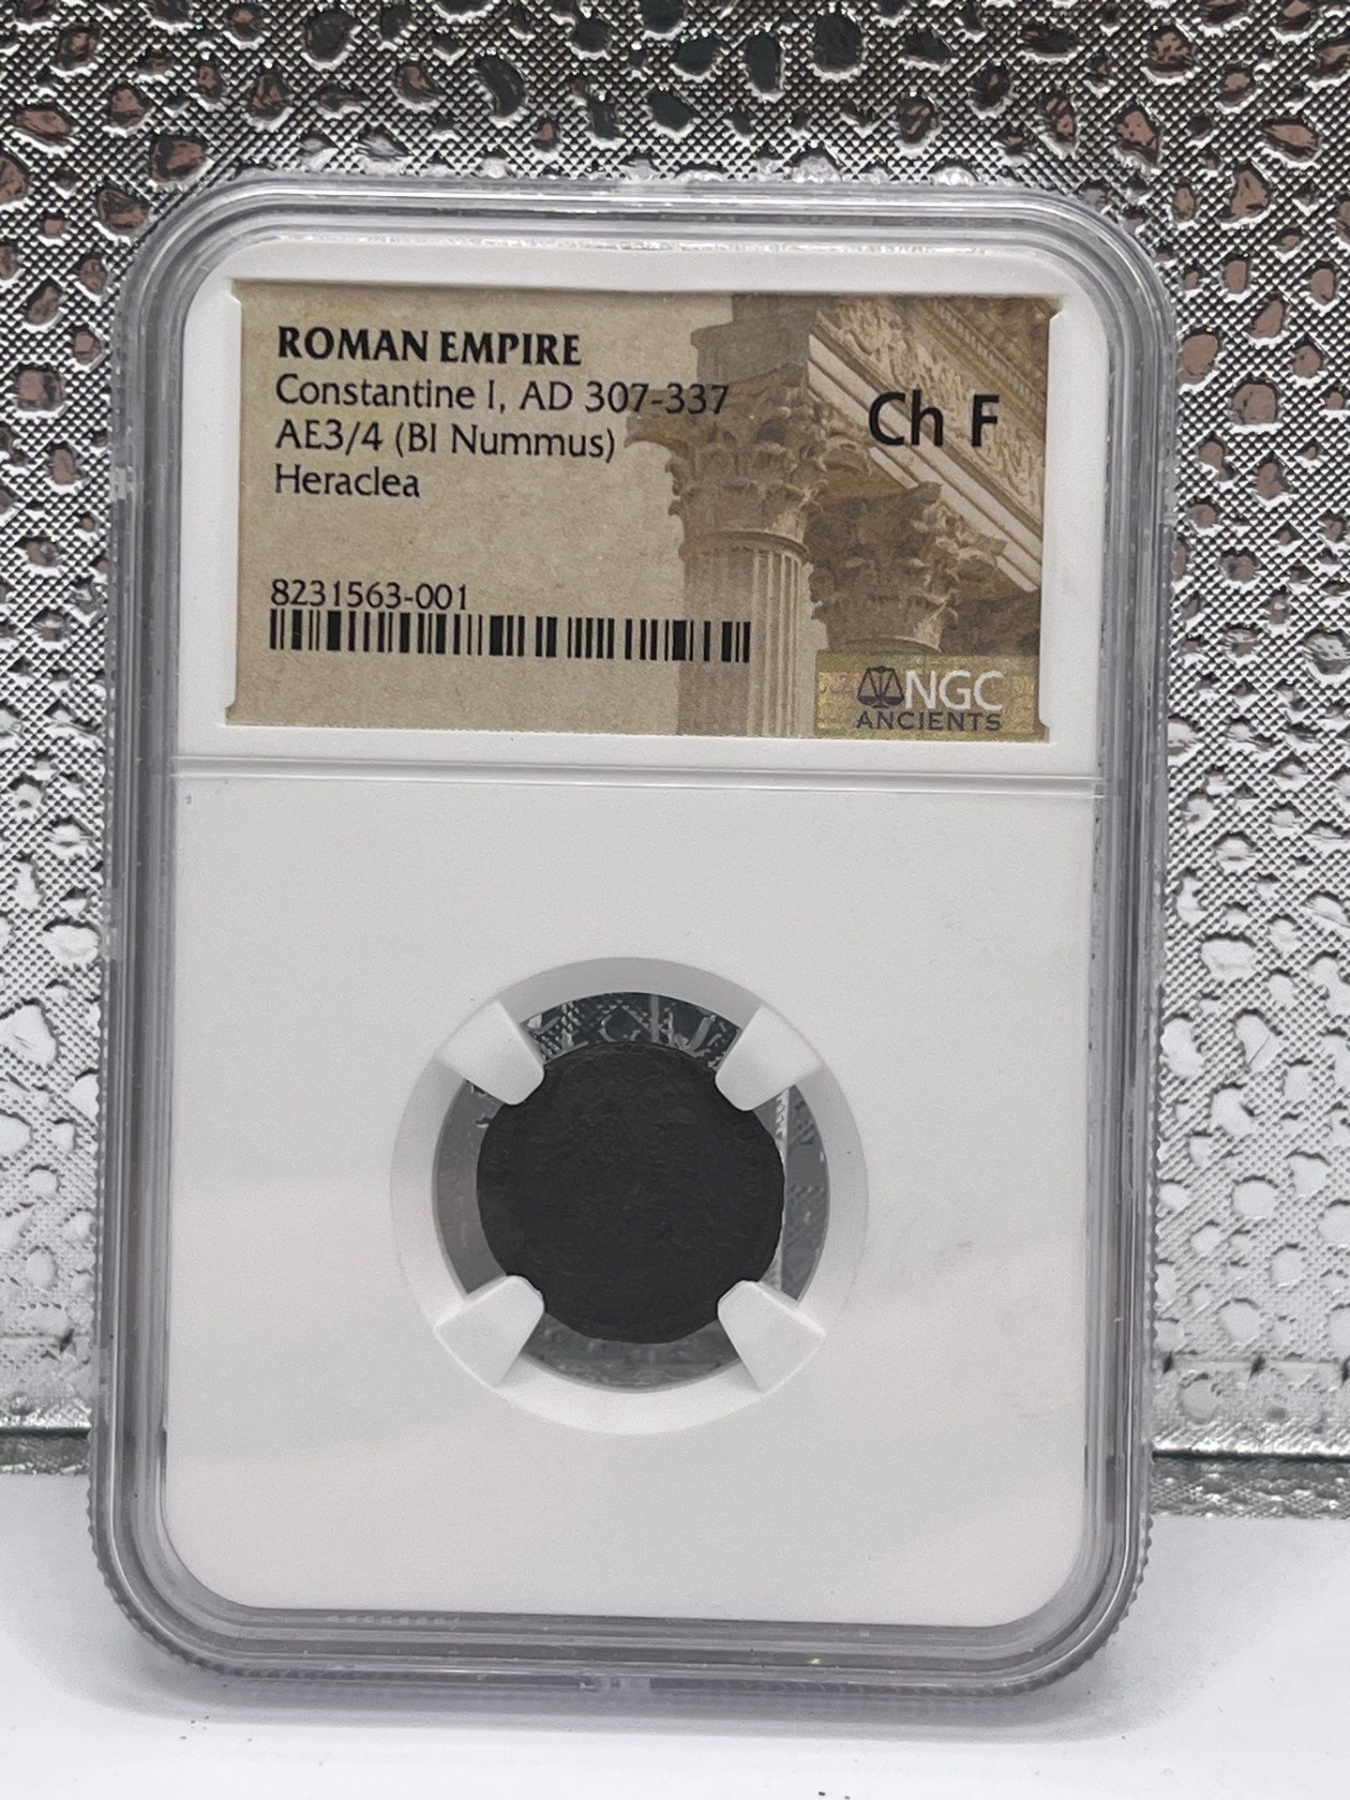 ROMAN EMPIRE
Constantine I, AD 307-337
AE3/4 (BI Nummus)
Heraclea
Ch F
8231563-001
NGC
ANCIENTS